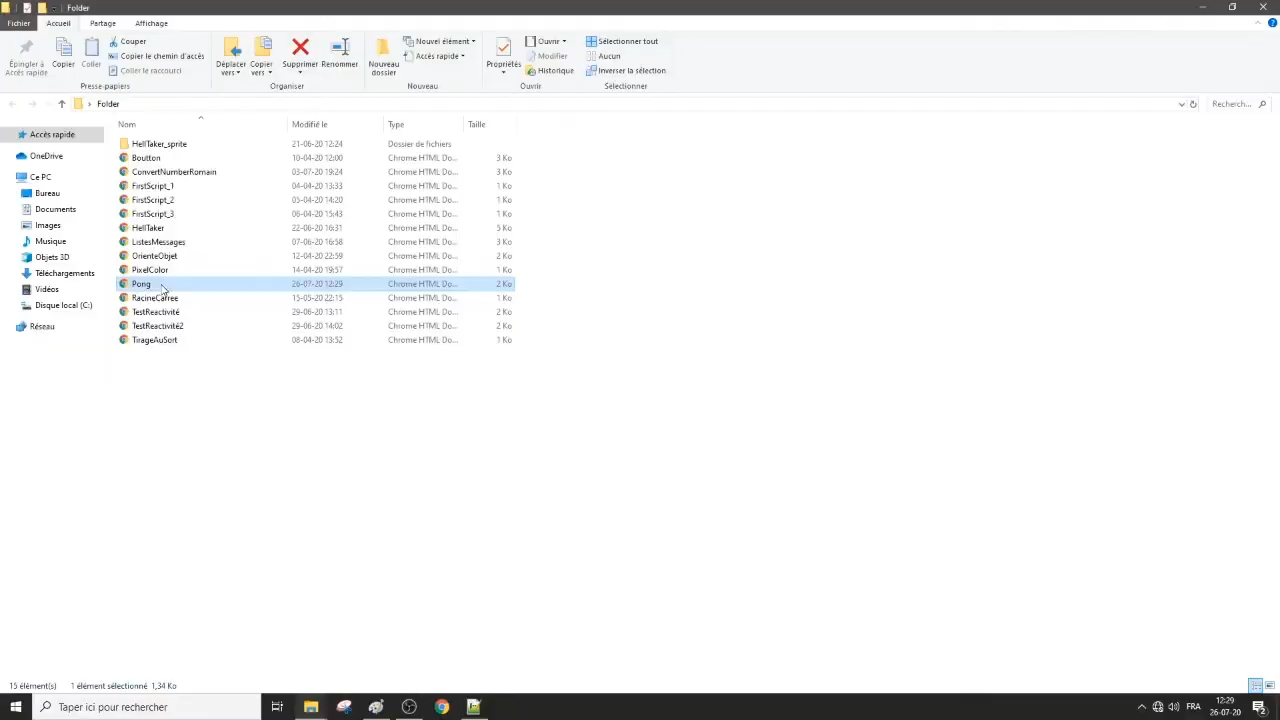 Folder
Fichier Accueil Partage Affichage
Épingler à Accès rapide
Copier
Coller
Couper
Copier le chemin d'accès
Coller le raccourci
Presse-papiers
Déplacer vers
Copier vers
Supprimer
Renommer
Organiser
Nouveau dossier
Nouvel élément
Accès rapide
Nouveau
Propriétés
Ouvrir
Modifier
Historique
Ouvrir
Sélectionner tout
Aucun
Inverser la sélection
Sélectionner
Folder
Recherc...
Nom Modifié le Type Taille
Accès rapide
OneDrive
Ce PC
Bureau
Documents
Images
Musique
Objets 3D
Téléchargements
Vidéos
Disque local (C:)
Réseau
HellTaker_sprite 21-06-20 12:24 Dossier de fichiers
Boutton 10-04-20 12:00 Chrome HTML Do... 3 Ko
ConvertNumberRomain 03-07-20 19:24 Chrome HTML Do... 3 Ko
FirstScript_1 04-04-20 13:33 Chrome HTML Do... 1 Ko
FirstScript_2 05-04-20 14:20 Chrome HTML Do... 1 Ko
FirstScript_3 06-04-20 15:43 Chrome HTML Do... 1 Ko
HellTaker 22-06-20 16:31 Chrome HTML Do... 5 Ko
ListesMessages 07-06-20 16:58 Chrome HTML Do... 3 Ko
OrienteObjet 12-04-20 22:59 Chrome HTML Do... 2 Ko
PixelColor 14-04-20 19:57 Chrome HTML Do... 1 Ko
Pong 26-07-20 12:29 Chrome HTML Do... 2 Ko
RacineCarree 15-05-20 22:15 Chrome HTML Do... 1 Ko
TestReactivité 29-06-20 13:11 Chrome HTML Do... 2 Ko
TestReactivité2 29-06-20 14:02 Chrome HTML Do... 2 Ko
TirageAuSort 08-04-20 13:52 Chrome HTML Do... 1 Ko
15 élément(s) 1 élément sélectionné 1,34 Ko
Taper ici pour rechercher
FRA
12:29
26-07-20
2